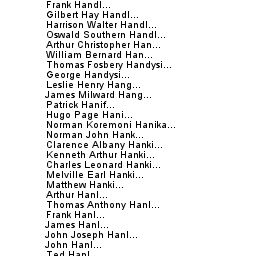 Frank Handl...
Gilbert Hay Handl...
Harrison Walter Handl...
Oswald Southern Handl...
Arthur Christopher Han...
William Bernard Han...
Thomas Fosbery Handysi...
George Handysi...
Leslie Henry Hang...
James Milward Hang...
Patrick Hanif...
Hugo Page Hani...
Norman Koremoni Hanika...
Norman John Hank...
Clarence Albany Hanki...
Kenneth Arthur Hanki...
Charles Leonard Hanki...
Melville Earl Hanki...
Matthew Hanki...
Arthur Hanl...
Thomas Anthony Hanl...
Frank Hanl...
James Hanl...
John Joseph Hanl...
John Hanl...
Ted Hanl...